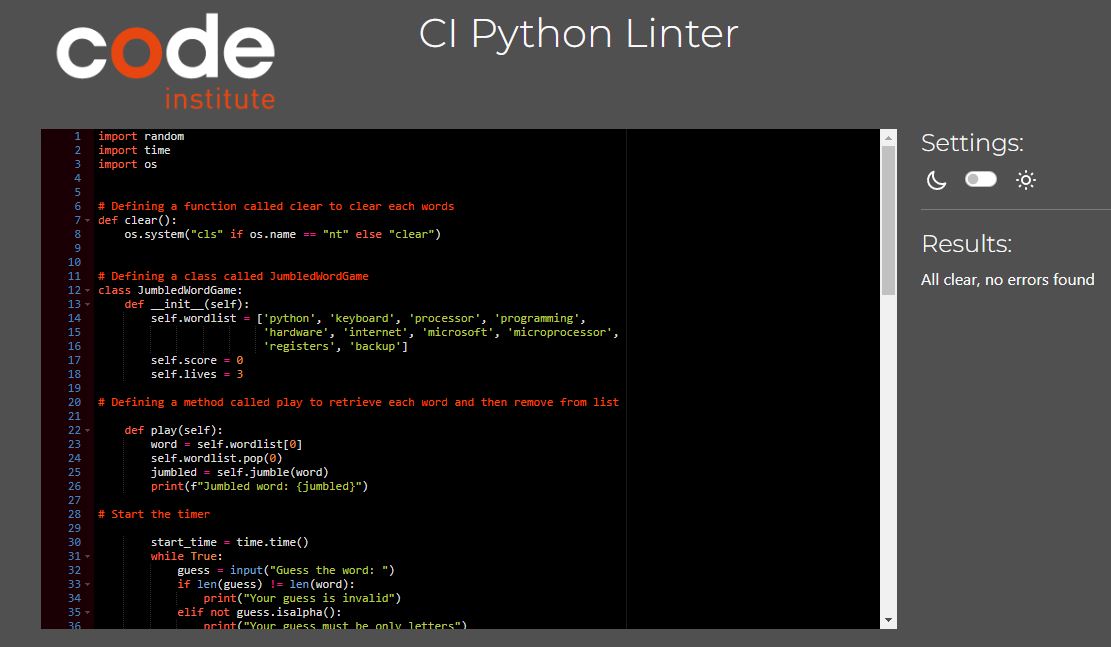 code
institute
CI Python Linter
1 import random
2 import time
3 import os
4
5
6 # Defining a function called clear to clear each words
7 def clear():
8     os.system("cls" if os.name == "nt" else "clear")
9
10
11 # Defining a class called JumbledWordGame
12 class JumbledWordGame:
13     def __init__(self):
14         self.wordlist = ['python', 'keyboard', 'processor', 'programming',
15                          'hardware', 'internet', 'microsoft', 'microprocessor',
16                          'registers', 'backup']
17         self.score = 0
18         self.lives = 3
19
20 # Defining a method called play to retrieve each word and then remove from list
21
22     def play(self):
23         word = self.wordlist[0]
24         self.wordlist.pop(0)
25         jumbled = self.jumble(word)
26         print(f"Jumbled word: {jumbled}")
27
28 # Start the timer
29
30         start_time = time.time()
31         while True:
32             guess = input("Guess the word: ")
33             if len(guess) != len(word):
34                 print("Your guess is invalid")
35             elif not guess.isalpha():
36                 print("Your guess must be only letters")
Settings:
Results:
All clear, no errors found